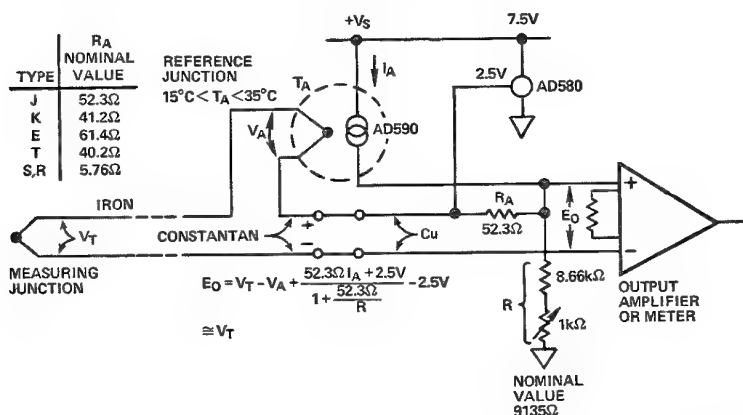 TYPE
R_A NOMINAL VALUE
J 52.3Ω
K 41.2Ω
E 61.4Ω
T 40.2Ω
S,R 5.76Ω
REFERENCE
JUNCTION
15°C < T_A < 35°C
T_A
V_A
+V_S
I_A
AD590
7.5V
2.5V
AD580
IRON
V_T
MEASURING
JUNCTION
CONSTANTAN
+
−
Cu
R_A
52.3Ω
E_O
+
−
OUTPUT
AMPLIFIER
OR METER
8.66kΩ
R
1kΩ
NOMINAL
VALUE
9135Ω
E_O = V_T − V_A + (52.3Ω I_A + 2.5V) / (1 + 52.3Ω / R) − 2.5V
≅ V_T